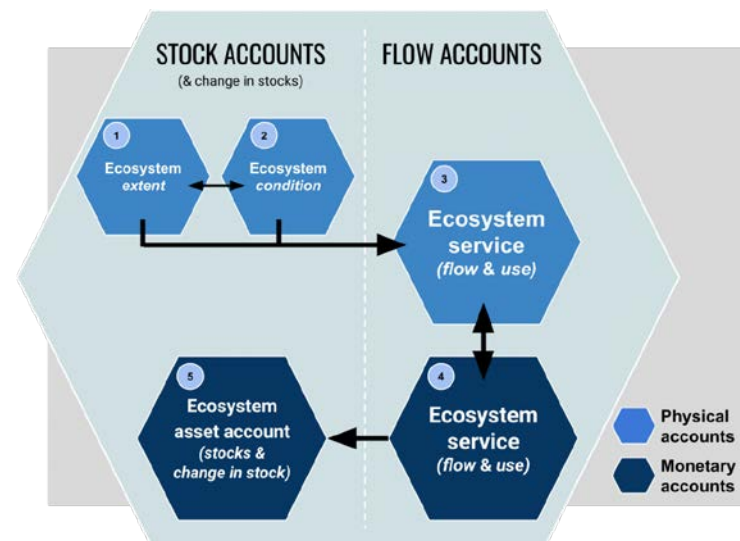 STOCK ACCOUNTS
(& change in stocks)
FLOW ACCOUNTS
1
Ecosystem
extent
2
Ecosystem
condition
3
Ecosystem
service
(flow & use)
5
Ecosystem
asset account
(stocks &
change in stock)
4
Ecosystem
service
(flow & use)
Physical
accounts
Monetary
accounts